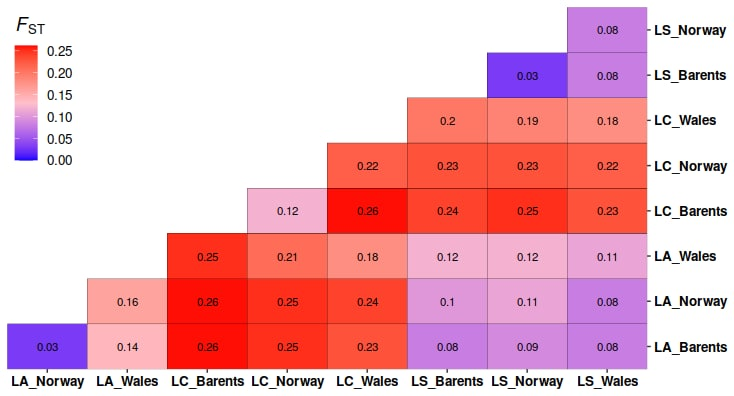 FST
0.25
0.20
0.15
0.10
0.05
0.00
0.08 LS_Norway
0.03 0.08 LS_Barents
0.2 0.19 0.18 LC_Wales
0.22 0.23 0.23 0.22 LC_Norway
0.12 0.26 0.24 0.25 0.23 LC_Barents
0.25 0.21 0.18 0.12 0.12 0.11 LA_Wales
0.16 0.26 0.25 0.24 0.1 0.11 0.08 LA_Norway
0.03 0.14 0.26 0.25 0.23 0.08 0.09 0.08 LA_Barents
LA_Norway LA_Wales LC_Barents LC_Norway LC_Wales LS_Barents LS_Norway LS_Wales